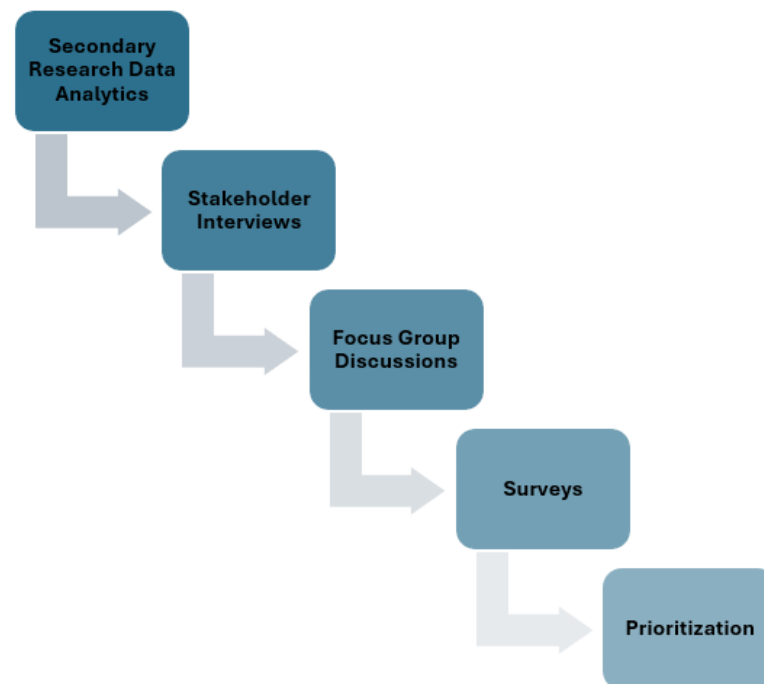 Secondary
Research Data
Analytics
Stakeholder
Interviews
Focus Group
Discussions
Surveys
Prioritization